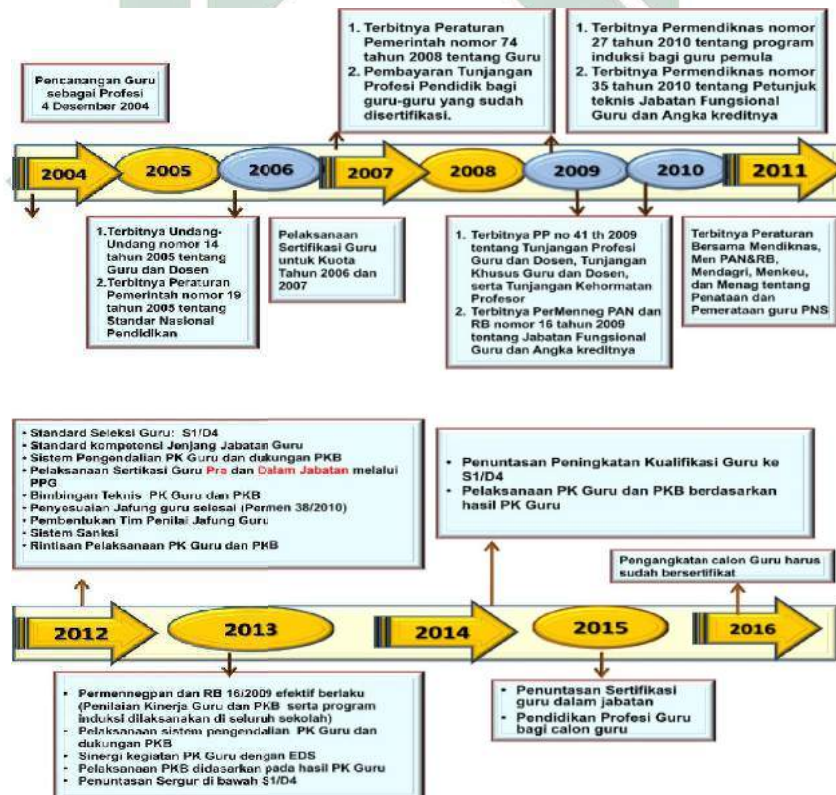 Pencanangan Guru
sebagai Profesi
4 Desember 2004
1. Terbitnya Peraturan
Pemerintah nomor 74
tahun 2008 tentang Guru
2. Pembayaran Tunjangan
Profesi Pendidik bagi
guru-guru yang sudah
disertifikasi.
1. Terbitnya Permendiknas nomor
27 tahun 2010 tentang program
induksi bagi guru pemula
2. Terbitnya Permendiknas nomor
35 tahun 2010 tentang Petunjuk
teknis Jabatan Fungsional
Guru dan Angka kreditnya
2004 2005 2006 2007 2008 2009 2010 2011
1.Terbitnya Undang-
Undang nomor 14
tahun 2005 tentang
Guru dan Dosen
2.Terbitnya Peraturan
Pemerintah nomor 19
tahun 2005 tentang
Standar Nasional
Pendidikan
Pelaksanaan
Sertifikasi Guru
untuk Kuota
Tahun 2006 dan
2007
1. Terbitnya PP no 41 th 2009
tentang Tunjangan Profesi
Guru dan Dosen, Tunjangan
Khusus Guru dan Dosen,
serta Tunjangan Kehormatan
Profesor
2. Terbitnya PerMenneg PAN dan
RB nomor 16 tahun 2009
tentang Jabatan Fungsional
Guru dan Angka kreditnya
Terbitnya Peraturan
Bersama Mendiknas,
Men PAN&RB,
Mendagri, Menkeu,
dan Menag tentang
Penataan dan
Pemerataan guru PNS
• Standard Seleksi Guru: S1/D4
• Standard kompetensi Jenjang Jabatan Guru
• Sistem Pengendalian PK Guru dan dukungan PKB
• Pelaksanaan Sertikasi Guru Pra dan Dalam Jabatan melalui
PPG
• Bimbingan Teknis PK Guru dan PKB
• Penyesuaian Jafung guru selesai (Permen 38/2010)
• Pembentukan Tim Penilai Jafung Guru
• Sistem Sanksi
• Rintisan Pelaksanaan PK Guru dan PKB
• Penuntasan Peningkatan Kualifikasi Guru ke
S1/D4
• Pelaksanaan PK Guru dan PKB berdasarkan
hasil PK Guru
Pengangkatan calon Guru harus
sudah bersertifikat
2012 2013 2014 2015 2016
• Permennegpan dan RB 16/2009 efektif berlaku
(Penilaian Kinerja Guru dan PKB serta program
induksi dilaksanakan di seluruh sekolah)
• Pelaksanaan sistem pengendalian PK Guru dan
dukungan PKB
• Sinergi kegiatan PK Guru dengan EDS
• Pelaksanaan PKB didasarkan pada hasil PK Guru
• Penuntasan Sergur di bawah S1/D4
• Penuntasan Sertifikasi
guru dalam jabatan
• Pendidikan Profesi Guru
bagi calon guru